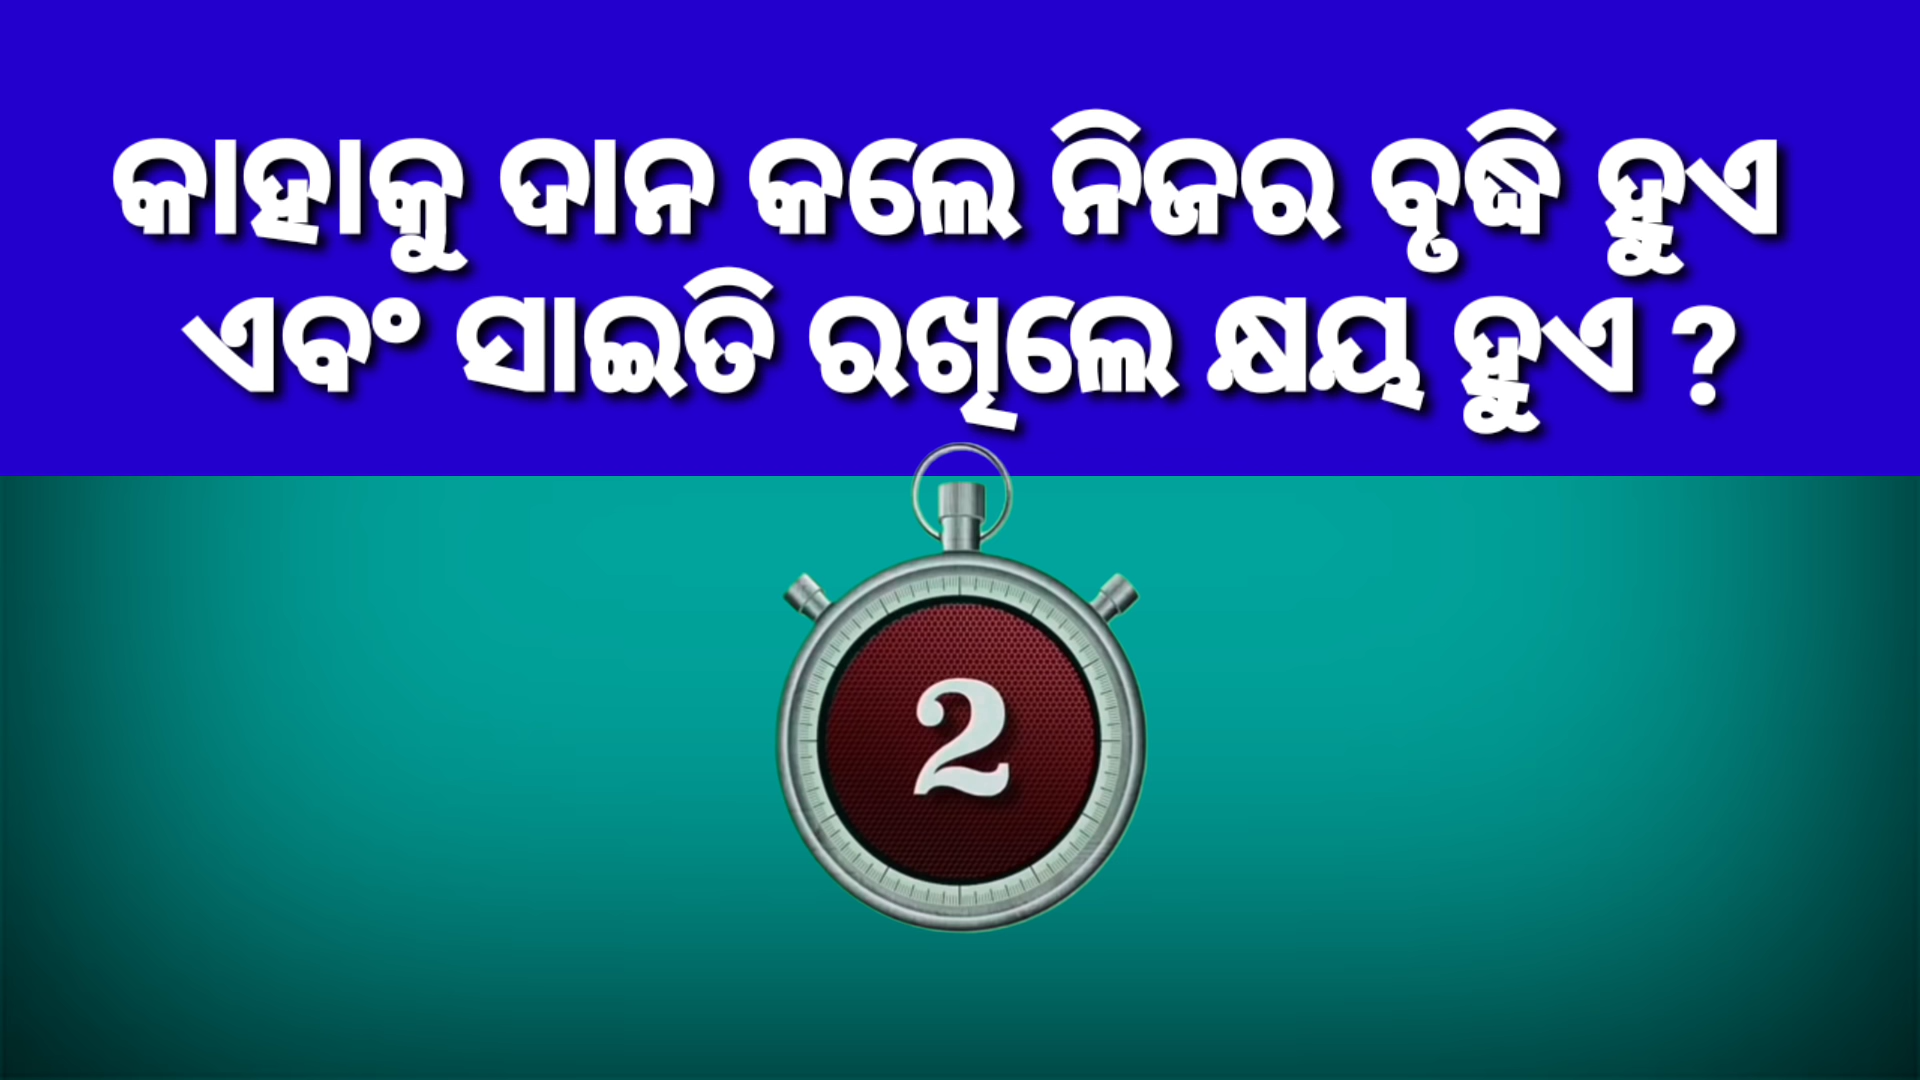 କାହାକୁ ଦାନ କଲେ ନିଜର ବୃଦ୍ଧି ହୁଏ
ଏବଂ ସାଇତି ରଖିଲେ କ୍ଷୟ ହୁଏ ?
2